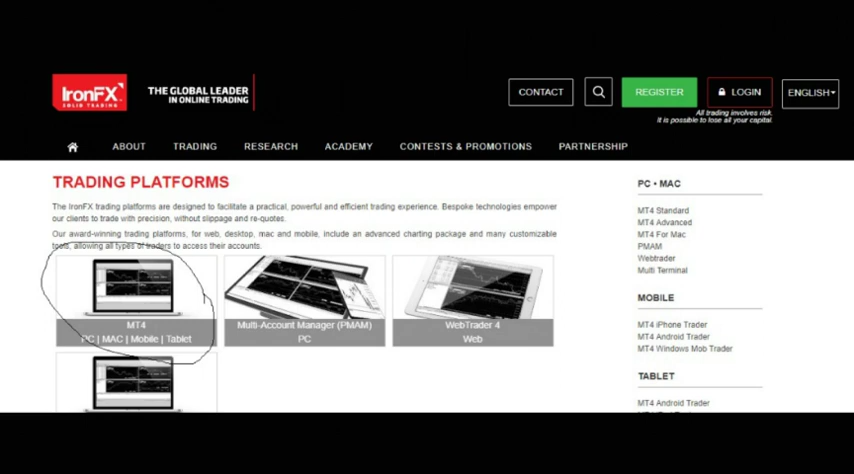 IronFX
SOLID TRADING
THE GLOBAL LEADER
IN ONLINE TRADING
CONTACT
REGISTER
LOGIN
ENGLISH
All trading involves risk.
It is possible to lose all your capital.
ABOUT TRADING RESEARCH ACADEMY CONTESTS & PROMOTIONS PARTNERSHIP
TRADING PLATFORMS
The IronFX trading platforms are designed to facilitate a practical, powerful and efficient trading experience. Bespoke technologies empower
our clients to trade with precision, without slippage and re-quotes.
Our award-winning trading platforms, for web, desktop, mac and mobile, include an advanced charting package and many customizable
tools, allowing all types of traders to access their accounts.
MT4
PC | MAC | Mobile | Tablet
Multi-Account Manager (PMAM)
PC
WebTrader 4
Web
PC • MAC
MT4 Standard
MT4 Advanced
MT4 For Mac
PMAM
Webtrader
Multi Terminal
MOBILE
MT4 iPhone Trader
MT4 Android Trader
MT4 Windows Mob Trader
TABLET
MT4 Android Trader